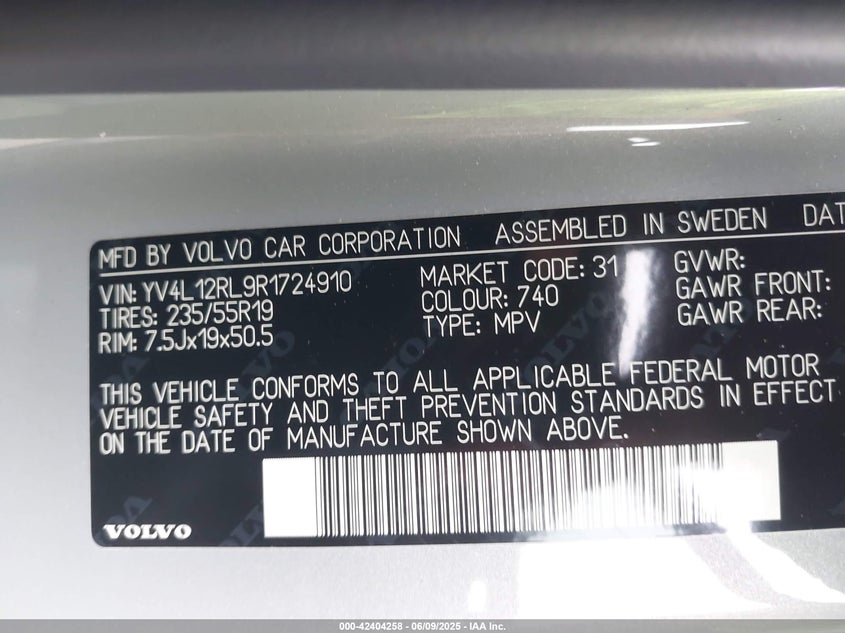 MFD BY VOLVO CAR CORPORATION ASSEMBLED IN SWEDEN DAT
VIN: YV4L12RL9R1724910 MARKET CODE: 31 GVWR:
TIRES: 235/55R19 COLOUR: 740 GAWR FRONT:
RIM: 7.5Jx19x50.5 TYPE: MPV GAWR REAR:
THIS VEHICLE CONFORMS TO ALL APPLICABLE FEDERAL MOTOR
VEHICLE SAFETY AND THEFT PREVENTION STANDARDS IN EFFECT
ON THE DATE OF MANUFACTURE SHOWN ABOVE.
VOLVO
000-42404258 - 06/09/2025 - IAA Inc.